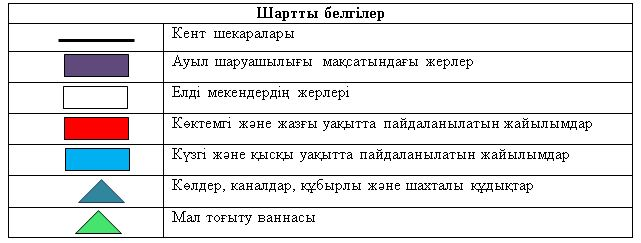 Шартты белгілер
Кент шекаралары
Ауыл шаруашылығы мақсатындағы жерлер
Елді мекендердің жерлері
Көктемгі және жазғы уақытта пайдаланылатын жайылымдар
Күзгі және қысқы уақытта пайдаланылатын жайылымдар
Көлдер, каналдар, құбырлы және шахталы құдықтар
Мал тоғыту ваннасы